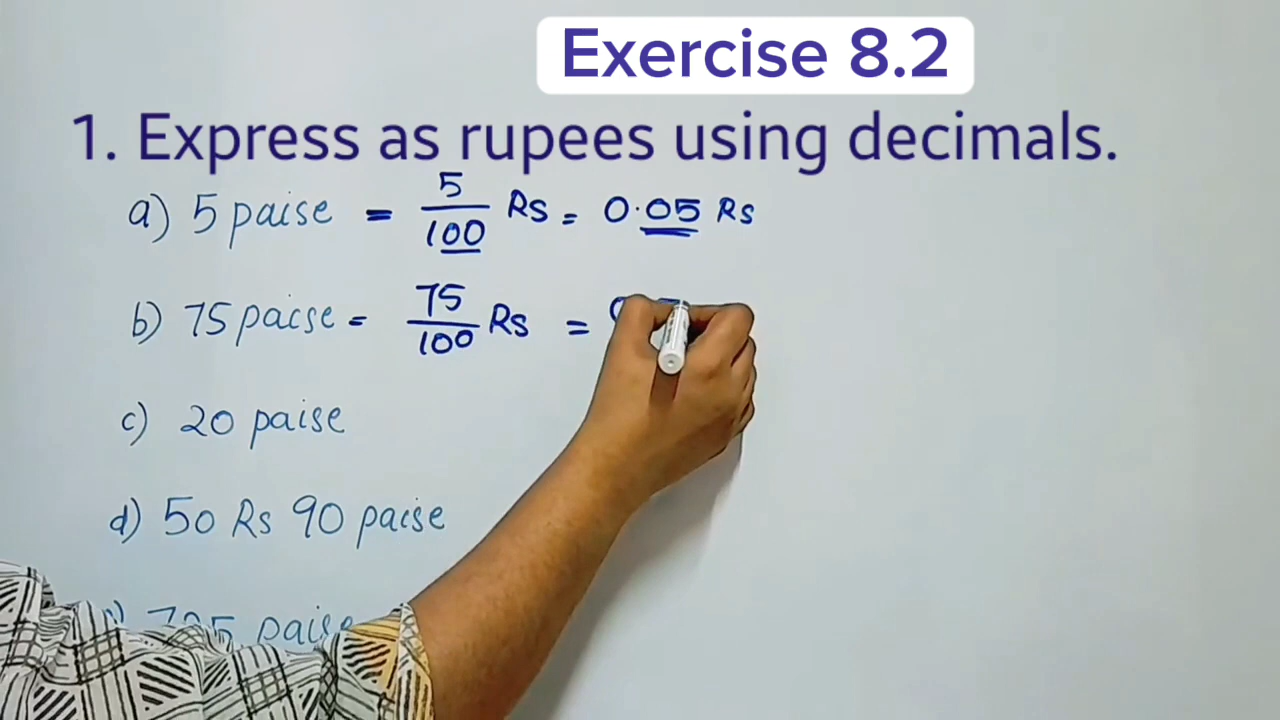 Exercise 8.2
1. Express as rupees using decimals.
a) 5 paise = 5/100 Rs = 0.05 Rs
b) 75 paise = 75/100 Rs =
c) 20 paise
d) 50 Rs 90 paise
paise